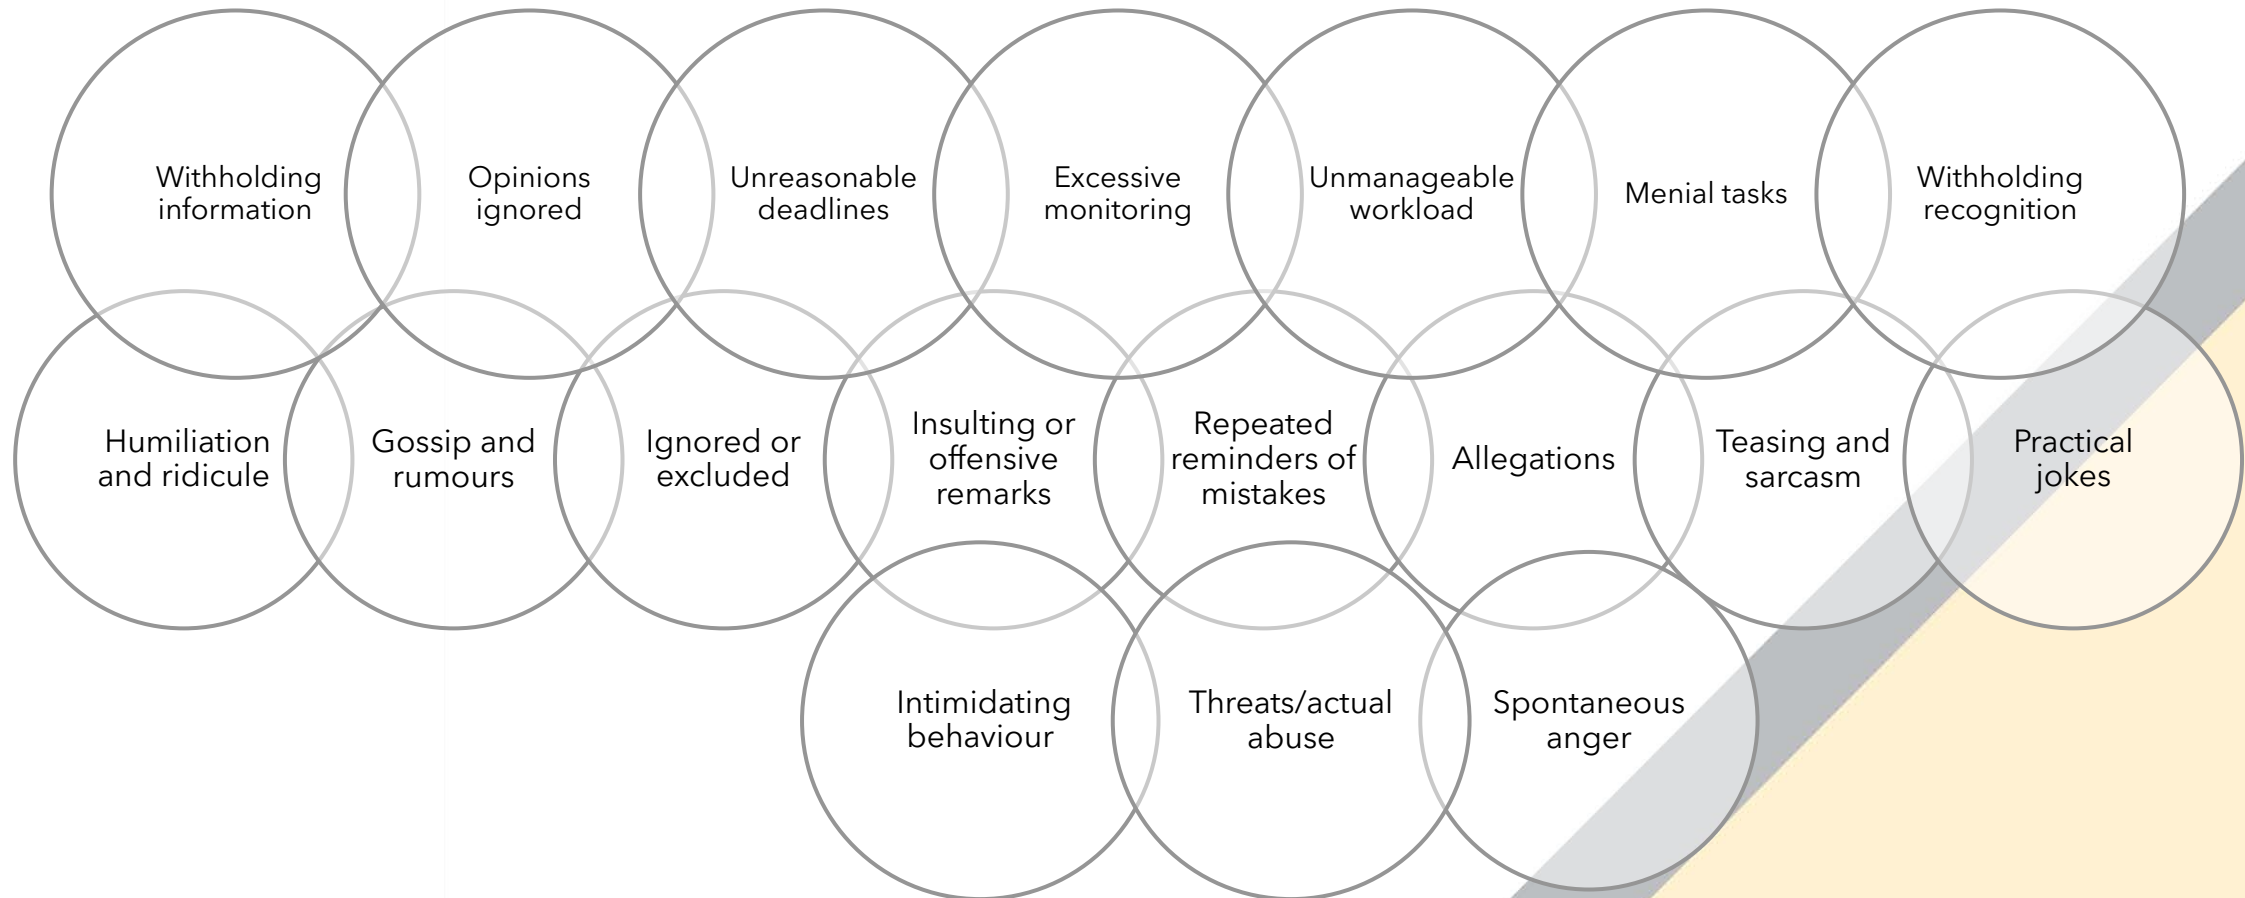 Withholding
information
Opinions
ignored
Unreasonable
deadlines
Excessive
monitoring
Unmanageable
workload
Menial tasks
Withholding
recognition
Humiliation
and ridicule
Gossip and
rumours
Ignored or
excluded
Insulting or
offensive
remarks
Repeated
reminders of
mistakes
Allegations
Teasing and
sarcasm
Practical
jokes
Intimidating
behaviour
Threats/actual
abuse
Spontaneous
anger